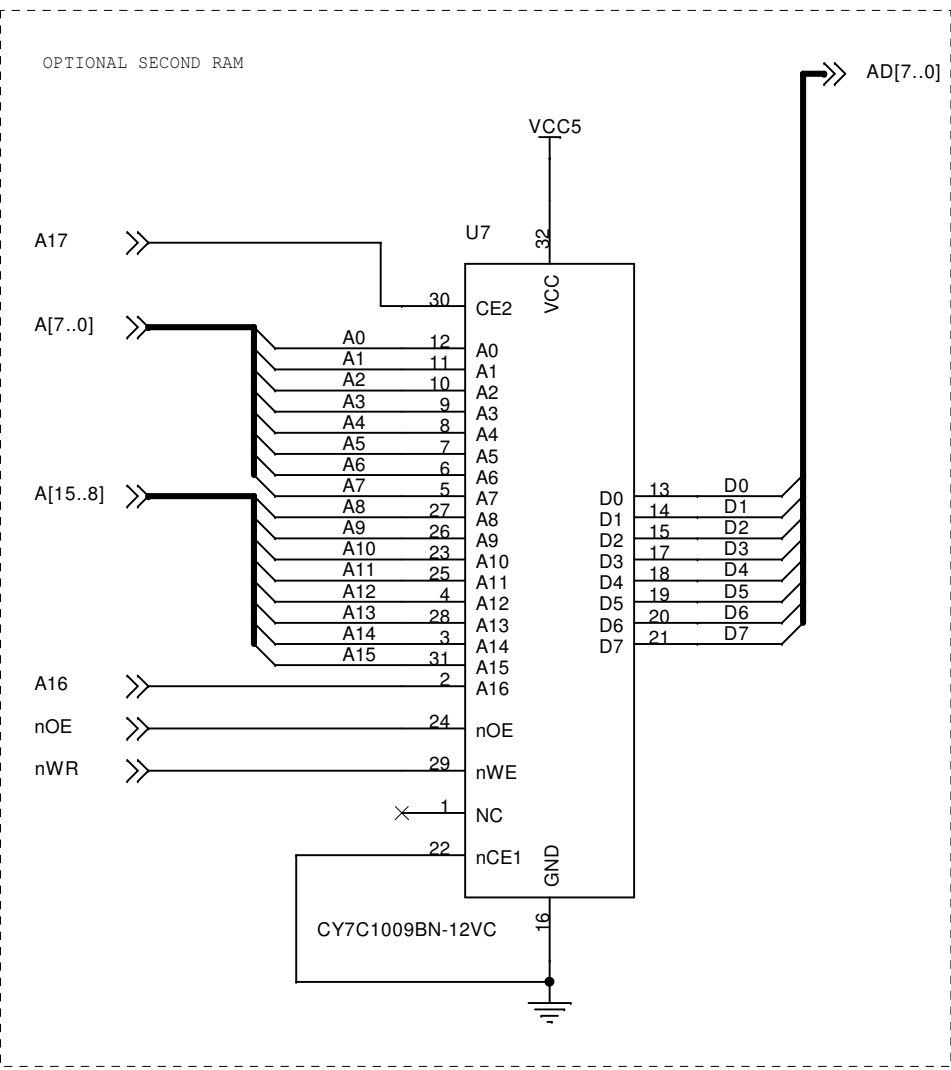 OPTIONAL SECOND RAM
AD[7..0]
VCC5
U7
32
VCC
A17
30
CE2
A[7..0]
A0 12 A0
A1 11 A1
A2 10 A2
A3 9 A3
A4 8 A4
A5 7 A5
A6 6 A6
A7 5 A7
A[15..8]
A8 27 A8
A9 26 A9
A10 23 A10
A11 25 A11
A12 4 A12
A13 28 A13
A14 3 A14
A15 31 A15
A16 2 A16
D0 13 D0
D1 14 D1
D2 15 D2
D3 17 D3
D4 18 D4
D5 19 D5
D6 20 D6
D7 21 D7
nOE 24 nOE
nWR 29 nWE
1 NC
22 nCE1
GND
16
CY7C1009BN-12VC